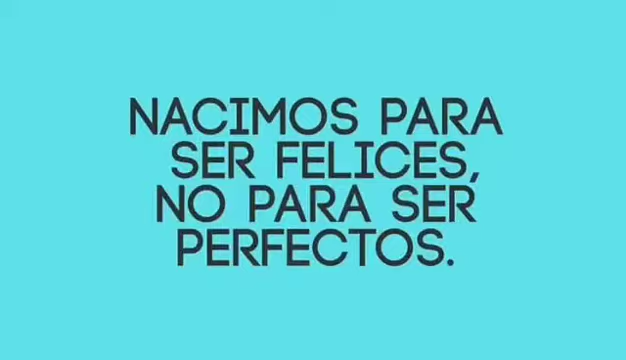 NACIMOS PARA
SER FELICES,
NO PARA SER
PERFECTOS.